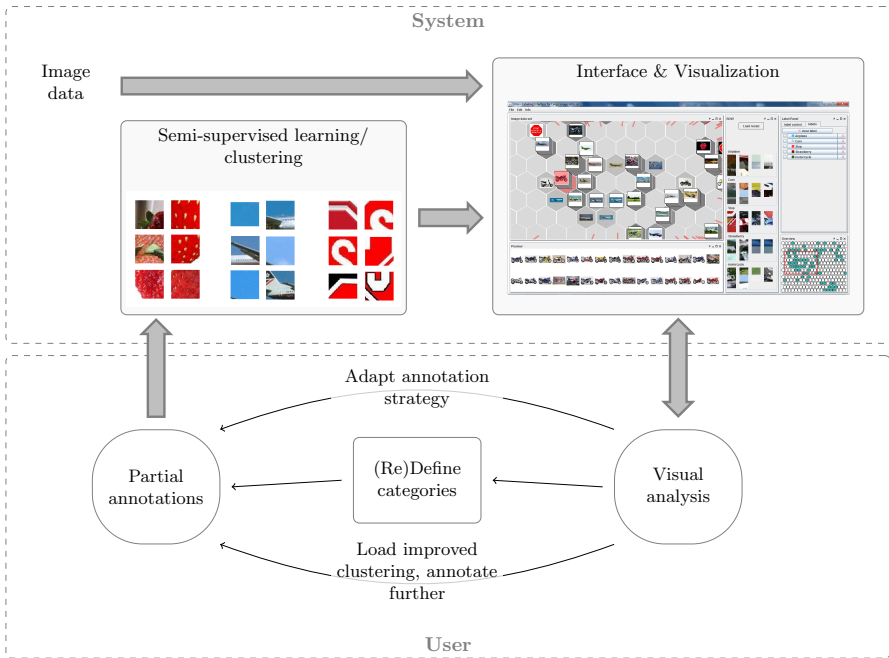 System
Image
data
Interface & Visualization
Semi-supervised learning/
clustering
Adapt annotation
strategy
Partial
annotations
(Re)Define
categories
Visual
analysis
Load improved
clustering, annotate
further
User